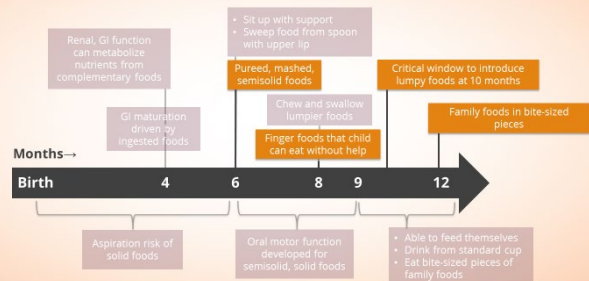 Renal, GI function
can metabolize
nutrients from
complementary foods
• Sit up with support
• Sweep food from spoon
with upper lip
Pureed, mashed,
semisolid foods
Critical window to introduce
lumpy foods at 10 months
GI maturation
driven by
ingested foods
Chew and swallow
lumpier foods
Finger foods that child
can eat without help
Family foods in bite-sized
pieces
Months→
Birth 4 6 8 9 12
Aspiration risk of
solid foods
Oral motor function
developed for
semisolid, solid foods
• Able to feed themselves
• Drink from standard cup
• Eat bite-sized pieces of
family foods